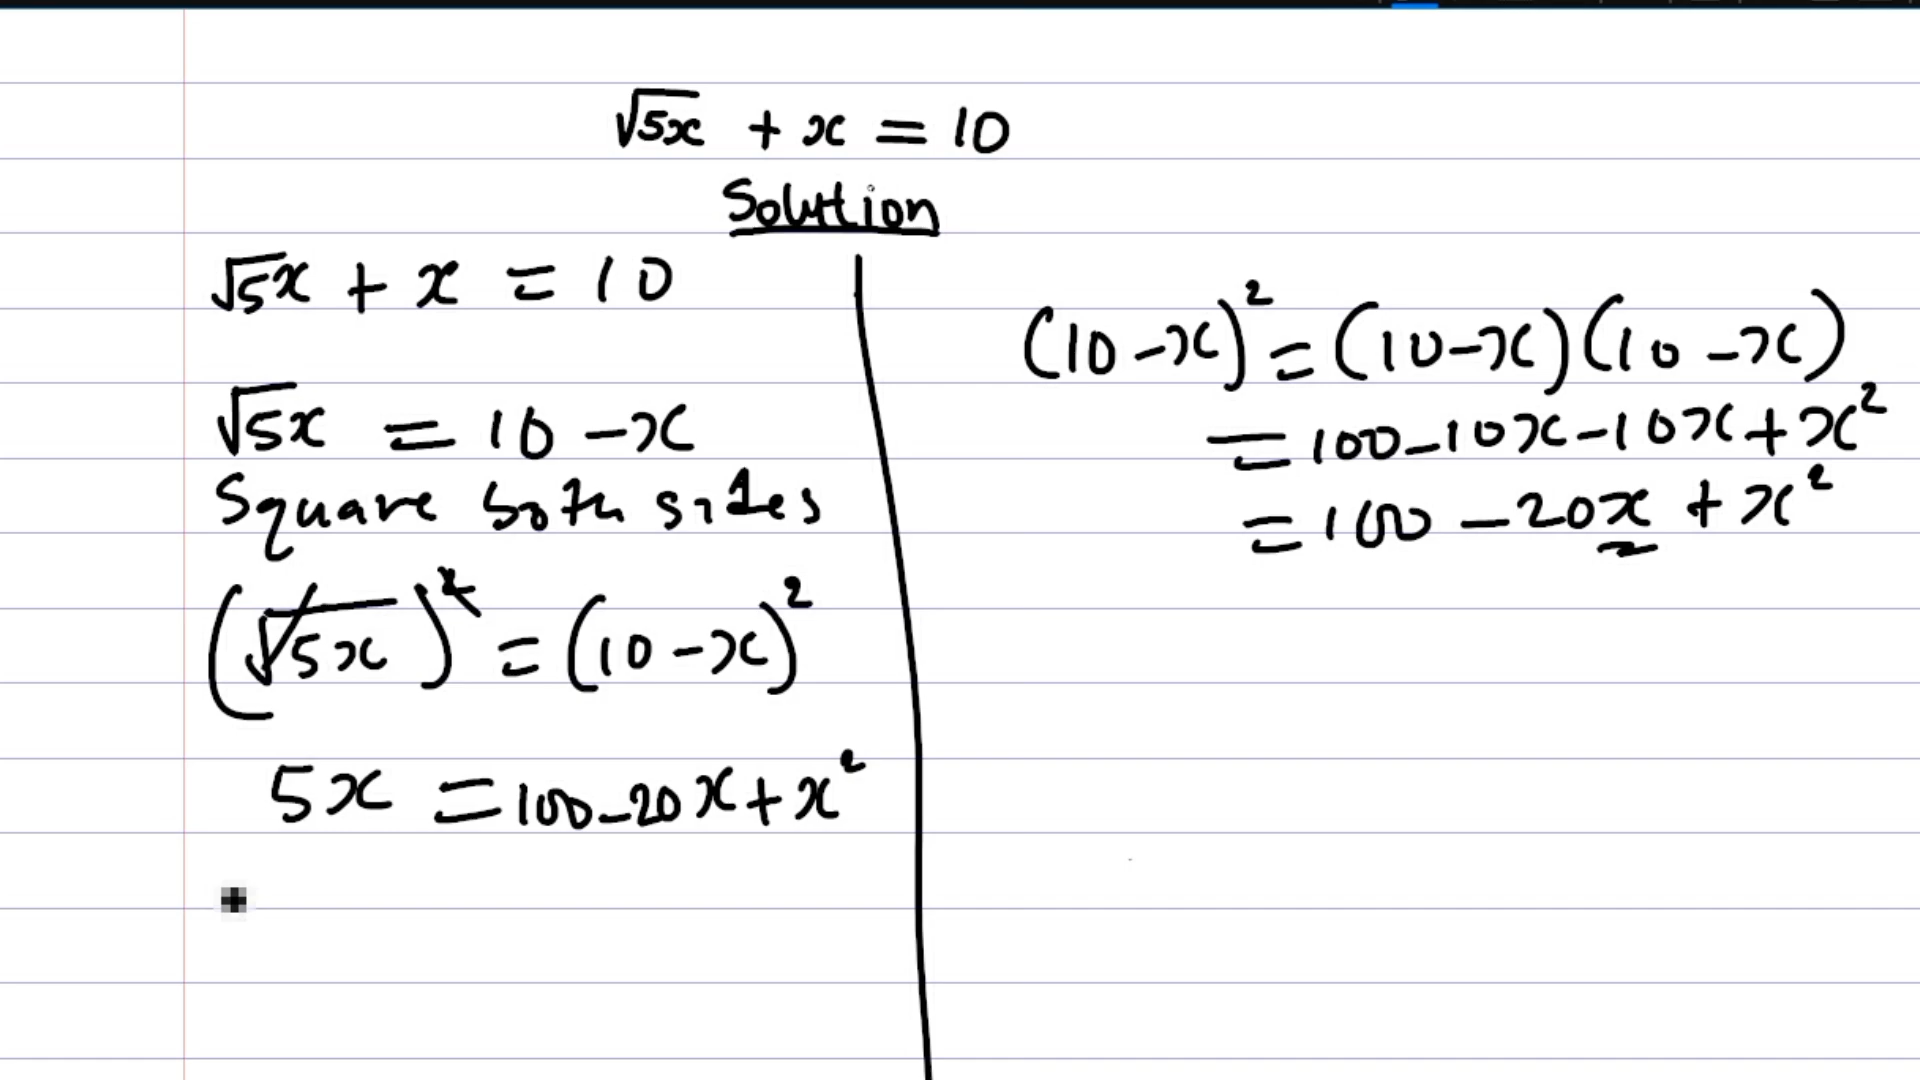 √5x + x = 10
Solution
√5x + x = 10
√5x = 10 - x
Square both sides
(√5x)² = (10 - x)²
5x = 100 - 20x + x²
(10 - x)² = (10 - x)(10 - x)
= 100 - 10x - 10x + x²
= 100 - 20x + x²